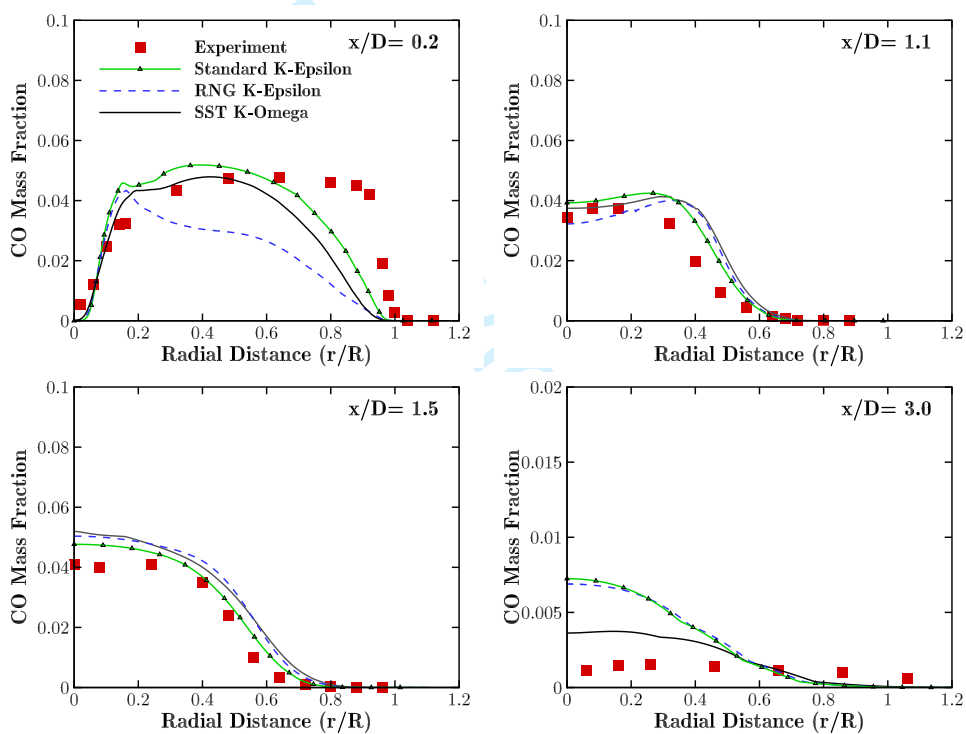 0.1
0.08
0.06
0.04
0.02
0
CO Mass Fraction
x/D= 0.2
Experiment
Standard K-Epsilon
RNG K-Epsilon
SST K-Omega
0 0.2 0.4 0.6 0.8 1 1.2
Radial Distance (r/R)
0.1
0.08
0.06
0.04
0.02
0
CO Mass Fraction
x/D= 1.1
0 0.2 0.4 0.6 0.8 1 1.2
Radial Distance (r/R)
0.1
0.08
0.06
0.04
0.02
0
CO Mass Fraction
x/D= 1.5
0 0.2 0.4 0.6 0.8 1 1.2
Radial Distance (r/R)
0.02
0.015
0.01
0.005
0
CO Mass Fraction
x/D= 3.0
0 0.2 0.4 0.6 0.8 1 1.2
Radial Distance (r/R)